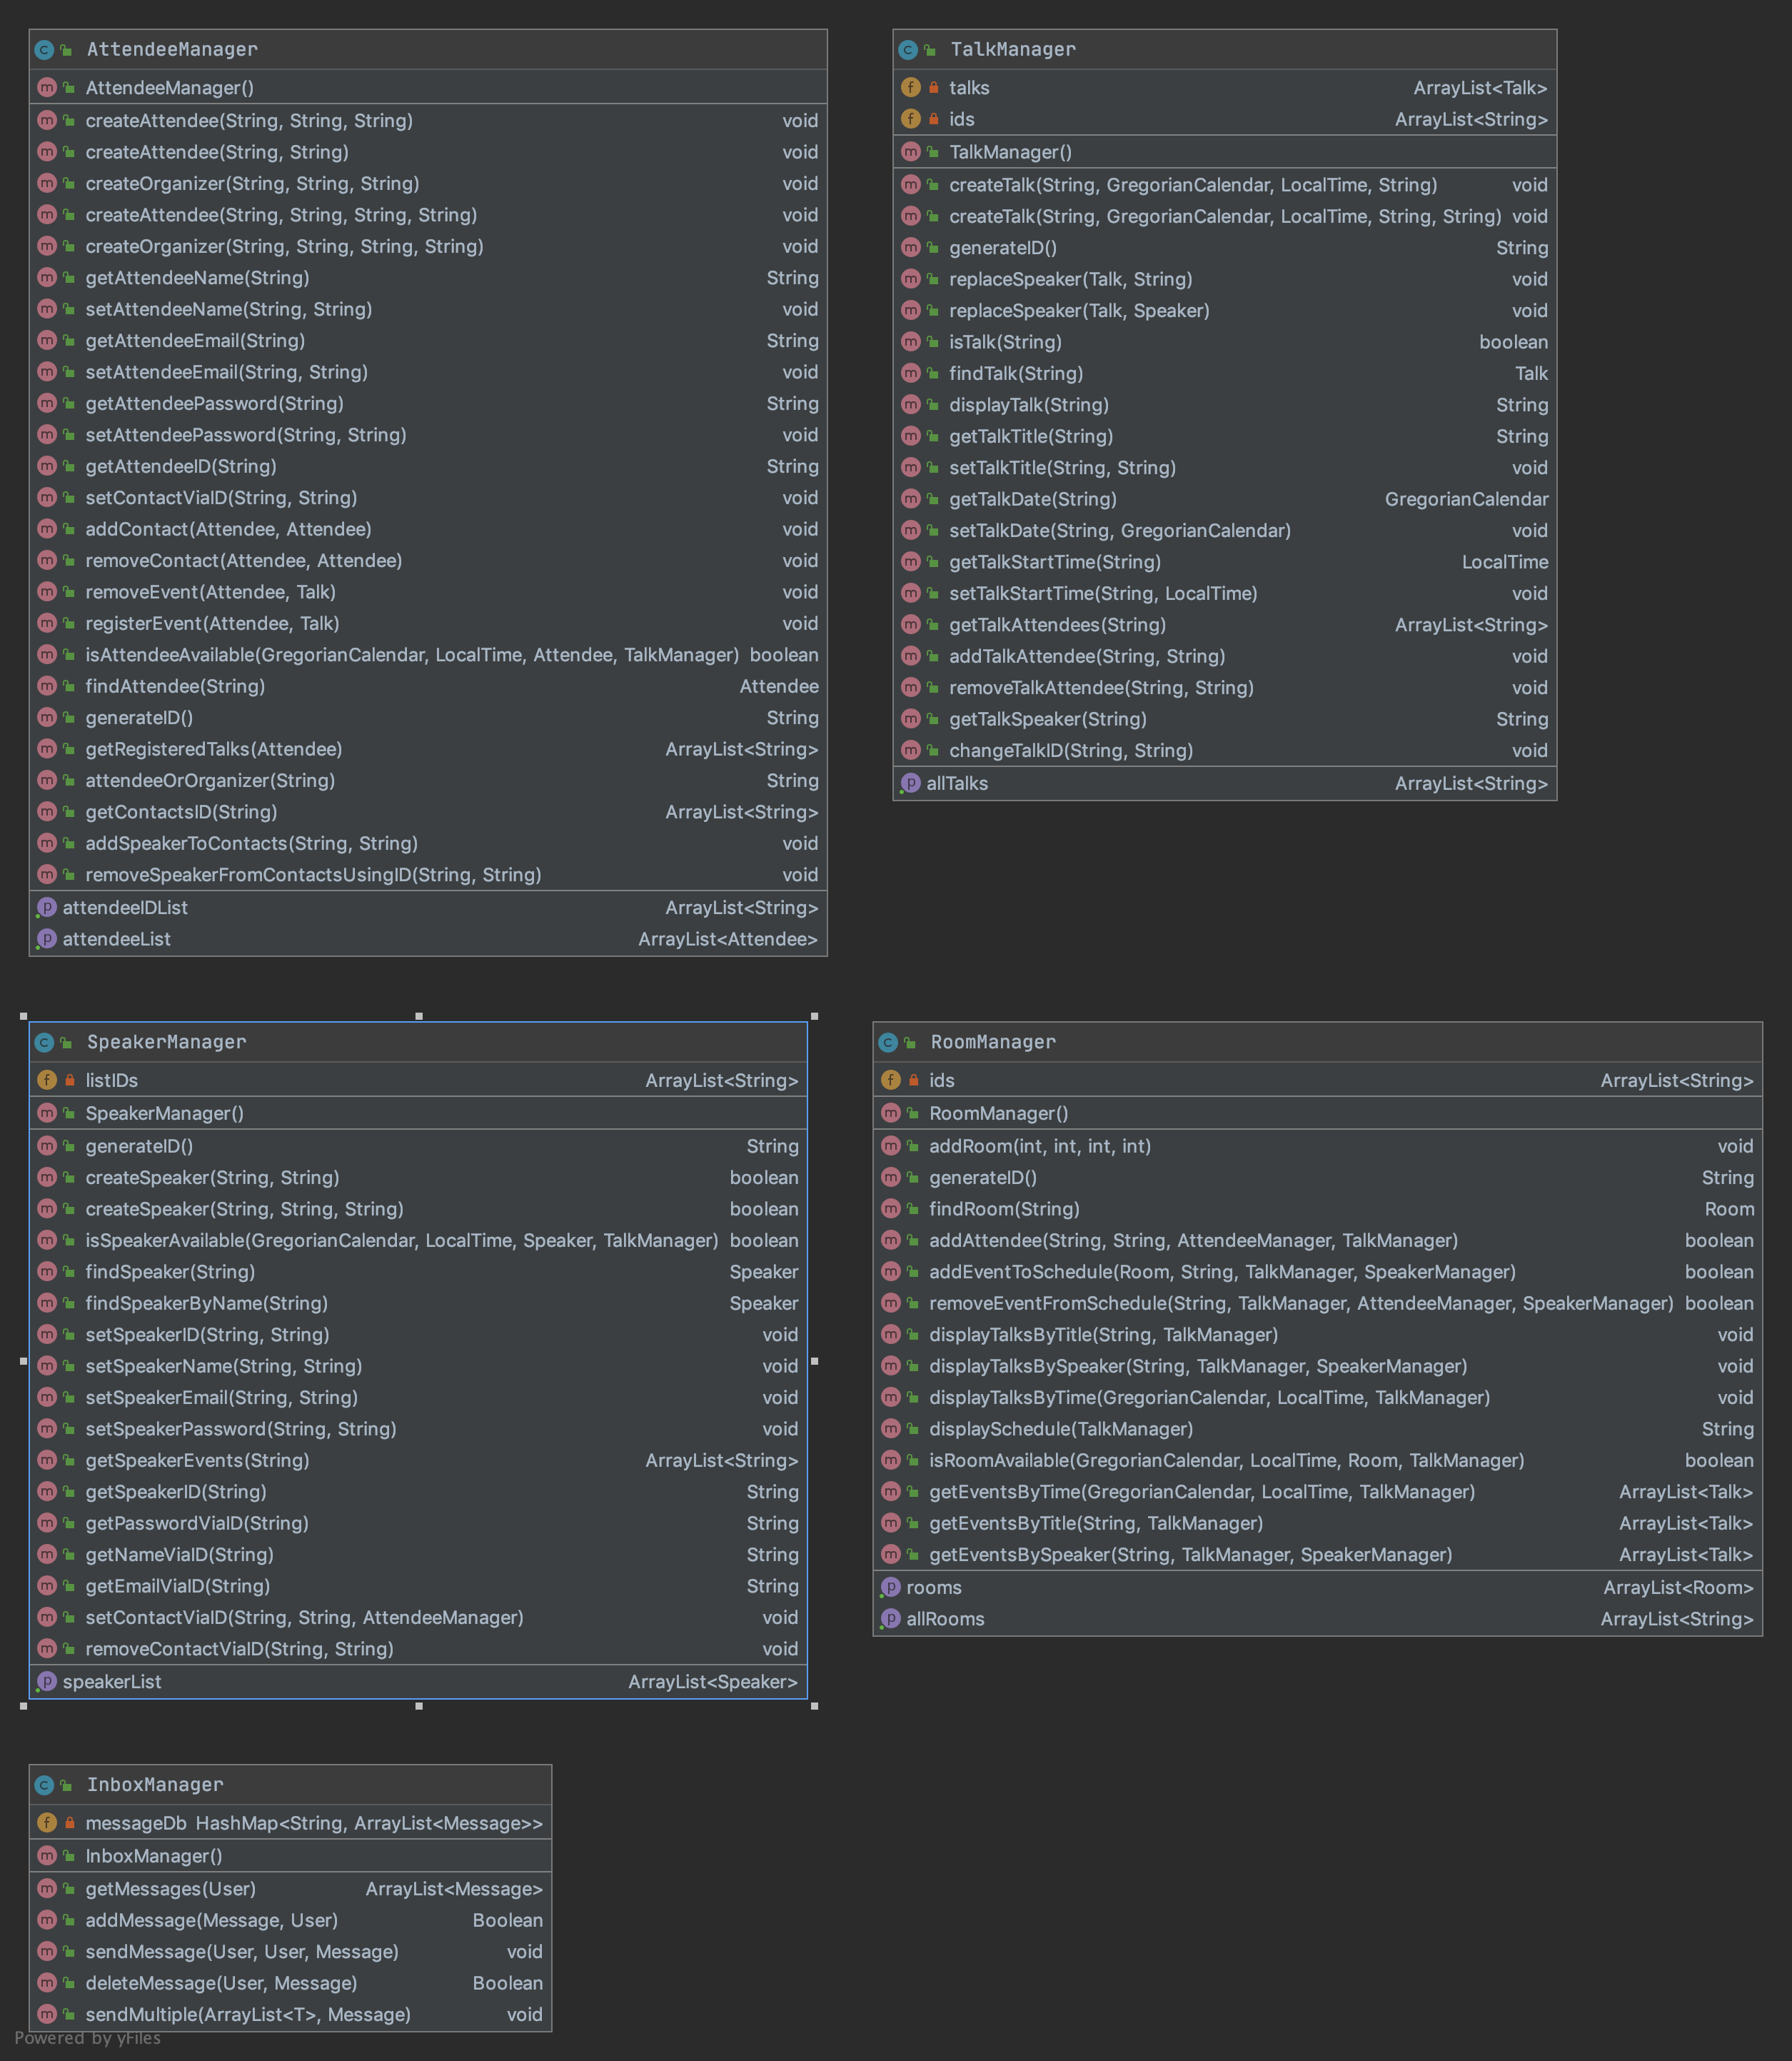 AttendeeManager
AttendeeManager()
createAttendee(String, String, String) void
createAttendee(String, String) void
createOrganizer(String, String, String) void
createAttendee(String, String, String, String) void
createOrganizer(String, String, String, String) void
getAttendeeName(String) String
setAttendeeName(String, String) void
getAttendeeEmail(String) String
setAttendeeEmail(String, String) void
getAttendeePassword(String) String
setAttendeePassword(String, String) void
getAttendeeID(String) String
setContactViaID(String, String) void
addContact(Attendee, Attendee) void
removeContact(Attendee, Attendee) void
removeEvent(Attendee, Talk) void
registerEvent(Attendee, Talk) void
isAttendeeAvailable(GregorianCalendar, LocalTime, Attendee, TalkManager) boolean
findAttendee(String) Attendee
generateID() String
getRegisteredTalks(Attendee) ArrayList<String>
attendeeOrOrganizer(String) String
getContactsID(String) ArrayList<String>
addSpeakerToContacts(String, String) void
removeSpeakerFromContactsUsingID(String, String) void
attendeeIDList ArrayList<String>
attendeeList ArrayList<Attendee>
TalkManager
talks ArrayList<Talk>
ids ArrayList<String>
TalkManager()
createTalk(String, GregorianCalendar, LocalTime, String) void
createTalk(String, GregorianCalendar, LocalTime, String, String) void
generateID() String
replaceSpeaker(Talk, String) void
replaceSpeaker(Talk, Speaker) void
isTalk(String) boolean
findTalk(String) Talk
displayTalk(String) String
getTalkTitle(String) String
setTalkTitle(String, String) void
getTalkDate(String) GregorianCalendar
setTalkDate(String, GregorianCalendar) void
getTalkStartTime(String) LocalTime
setTalkStartTime(String, LocalTime) void
getTalkAttendees(String) ArrayList<String>
addTalkAttendee(String, String) void
removeTalkAttendee(String, String) void
getTalkSpeaker(String) String
changeTalkID(String, String) void
allTalks ArrayList<String>
SpeakerManager
listIDs ArrayList<String>
SpeakerManager()
generateID() String
createSpeaker(String, String) boolean
createSpeaker(String, String, String) boolean
isSpeakerAvailable(GregorianCalendar, LocalTime, Speaker, TalkManager) boolean
findSpeaker(String) Speaker
findSpeakerByName(String) Speaker
setSpeakerID(String, String) void
setSpeakerName(String, String) void
setSpeakerEmail(String, String) void
setSpeakerPassword(String, String) void
getSpeakerEvents(String) ArrayList<String>
getSpeakerID(String) String
getPasswordViaID(String) String
getNameViaID(String) String
getEmailViaID(String) String
setContactViaID(String, String, AttendeeManager) void
removeContactViaID(String, String) void
speakerList ArrayList<Speaker>
RoomManager
ids ArrayList<String>
RoomManager()
addRoom(int, int, int, int) void
generateID() String
findRoom(String) Room
addAttendee(String, String, AttendeeManager, TalkManager) boolean
addEventToSchedule(Room, String, TalkManager, SpeakerManager) boolean
removeEventFromSchedule(String, TalkManager, AttendeeManager, SpeakerManager) boolean
displayTalksByTitle(String, TalkManager) void
displayTalksBySpeaker(String, TalkManager, SpeakerManager) void
displayTalksByTime(GregorianCalendar, LocalTime, TalkManager) void
displaySchedule(TalkManager) String
isRoomAvailable(GregorianCalendar, LocalTime, Room, TalkManager) boolean
getEventsByTime(GregorianCalendar, LocalTime, TalkManager) ArrayList<Talk>
getEventsByTitle(String, TalkManager) ArrayList<Talk>
getEventsBySpeaker(String, TalkManager, SpeakerManager) ArrayList<Talk>
rooms ArrayList<Room>
allRooms ArrayList<String>
InboxManager
messageDb HashMap<String, ArrayList<Message>>
InboxManager()
getMessages(User) ArrayList<Message>
addMessage(Message, User) Boolean
sendMessage(User, User, Message) void
deleteMessage(User, Message) Boolean
sendMultiple(ArrayList<T>, Message) void
Powered by yFiles